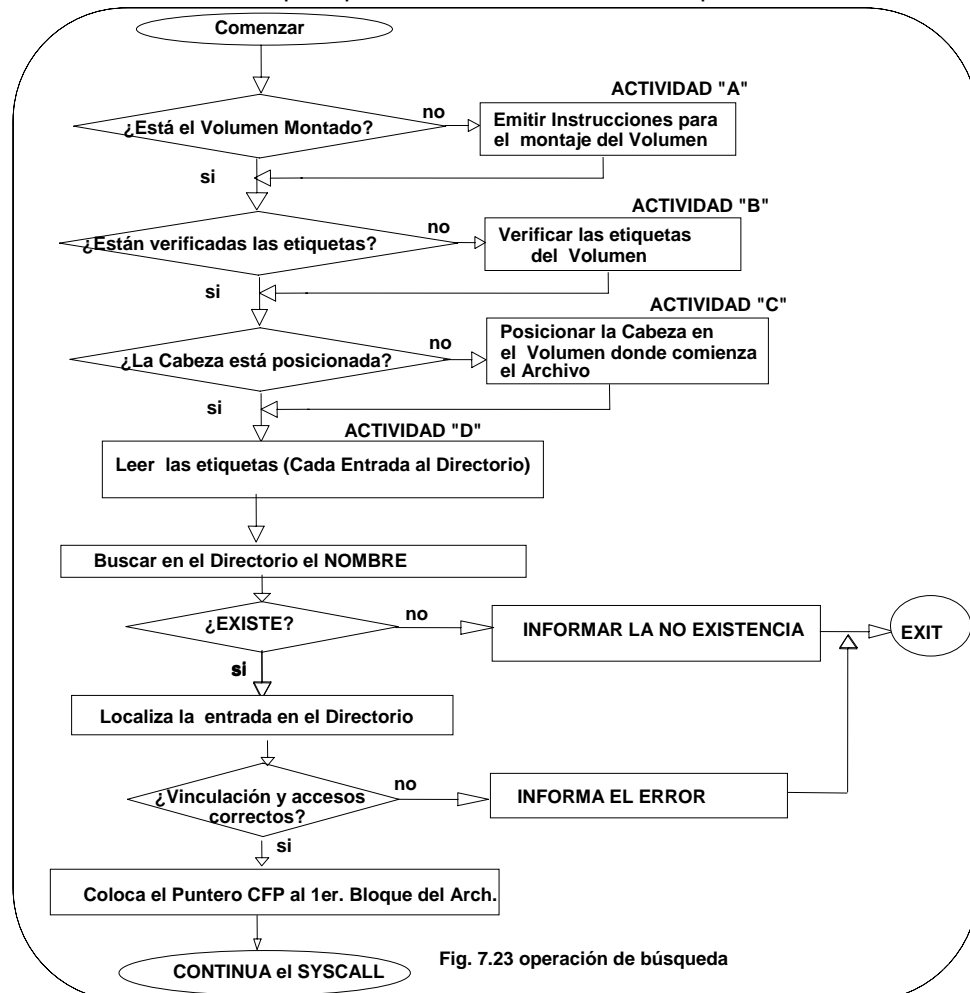 Comenzar
ACTIVIDAD "A"
¿Está el Volumen Montado?
no
Emitir Instrucciones para
el montaje del Volumen
si
ACTIVIDAD "B"
¿Están verificadas las etiquetas?
no
Verificar las etiquetas
del Volumen
si
ACTIVIDAD "C"
¿La Cabeza está posicionada?
no
Posicionar la Cabeza en
el Volumen donde comienza
el Archivo
si
ACTIVIDAD "D"
Leer las etiquetas (Cada Entrada al Directorio)
Buscar en el Directorio el NOMBRE
¿EXISTE?
no
INFORMAR LA NO EXISTENCIA
EXIT
si
Localiza la entrada en el Directorio
¿Vinculación y accesos
correctos?
no
INFORMA EL ERROR
si
Coloca el Puntero CFP al 1er. Bloque del Arch.
CONTINUA el SYSCALL
Fig. 7.23 operación de búsqueda